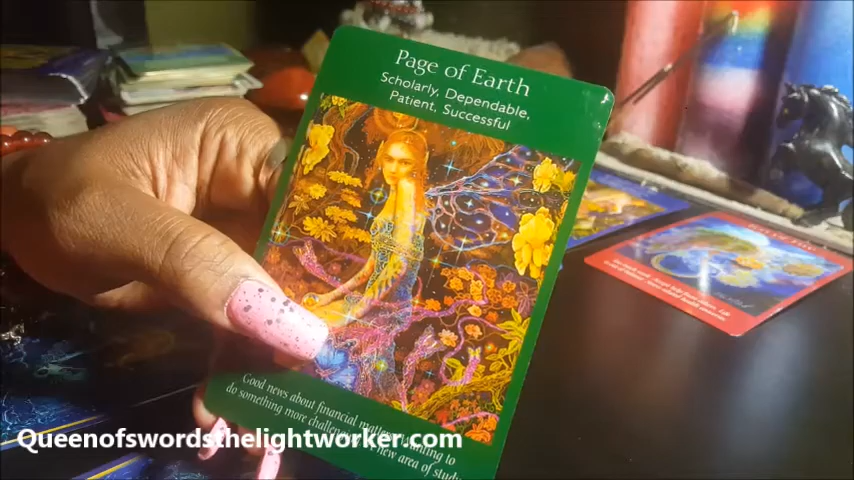 Page of Earth
Scholarly, Dependable,
Patient, Successful
Good news about financial matters.
do something more challenging. new area of study
Queenofswordsthelightworker.com